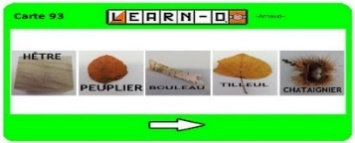 Carte 93
LEARN-O
HÊTRE
PEUPLIER
BOULEAU
TILLEUL
CHATAIGNIER